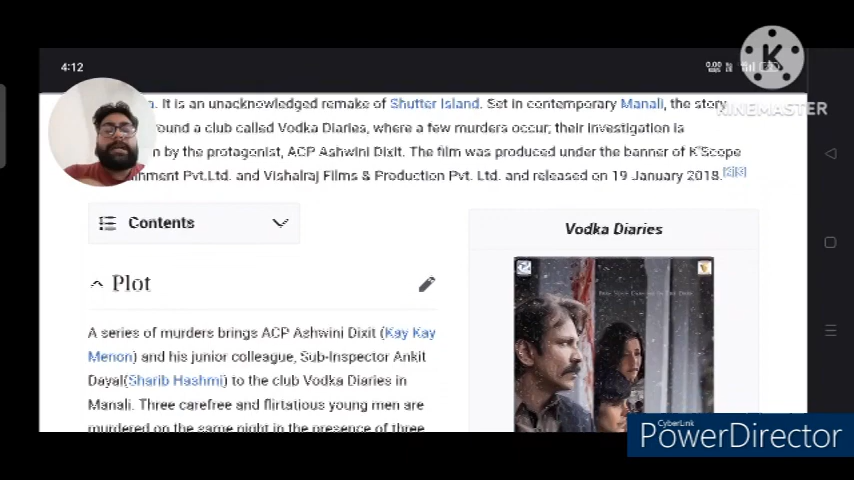 4:12
KINEMASTER
It is an unacknowledged remake of Shutter Island. Set in contemporary Manali, the story
round a club called Vodka Diaries, where a few murders occur; their investigation is
by the protagonist, ACP Ashwini Dixit. The film was produced under the banner of K'Scope
Pvt.Ltd. and Vishalraj Films & Production Pvt. Ltd. and released on 19 January 2018.[2][3]
Contents
Vodka Diaries
Plot
A series of murders brings ACP Ashwini Dixit (Kay Kay
Menon) and his junior colleague, Sub-Inspector Ankit
Dayal(Sharib Hashmi) to the club Vodka Diaries in
Manali. Three carefree and flirtatious young men are
murdered on the same night in the presence of three
CyberLink
PowerDirector